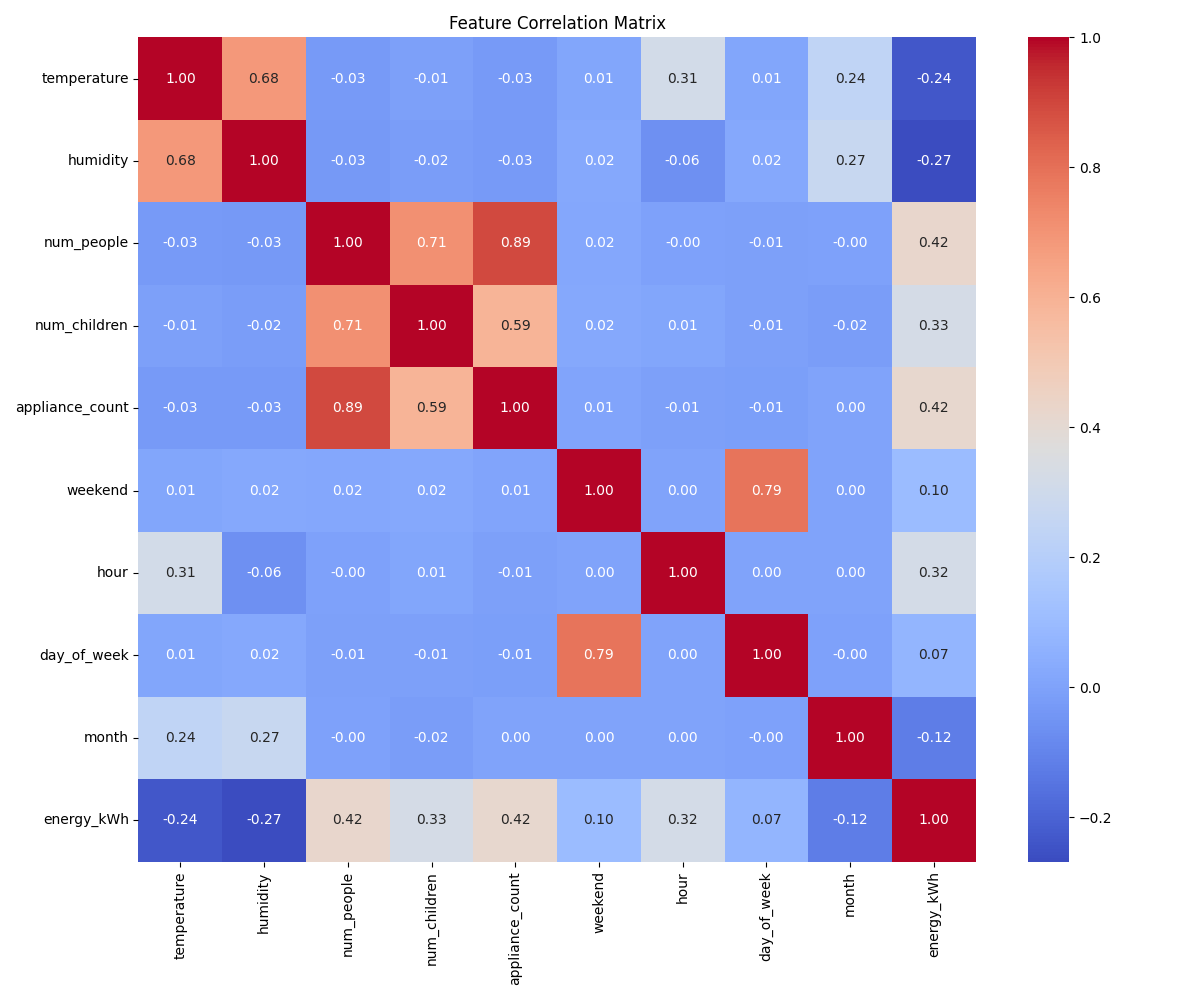 Feature Correlation Matrix
temperature 1.00 0.68 -0.03 -0.01 -0.03 0.01 0.31 0.01 0.24 -0.24
humidity 0.68 1.00 -0.03 -0.02 -0.03 0.02 -0.06 0.02 0.27 -0.27
num_people -0.03 -0.03 1.00 0.71 0.89 0.02 -0.00 -0.01 -0.00 0.42
num_children -0.01 -0.02 0.71 1.00 0.59 0.02 0.01 -0.01 -0.02 0.33
appliance_count -0.03 -0.03 0.89 0.59 1.00 0.01 -0.01 -0.01 0.00 0.42
weekend 0.01 0.02 0.02 0.02 0.01 1.00 0.00 0.79 0.00 0.10
hour 0.31 -0.06 -0.00 0.01 -0.01 0.00 1.00 0.00 0.00 0.32
day_of_week 0.01 0.02 -0.01 -0.01 -0.01 0.79 0.00 1.00 -0.00 0.07
month 0.24 0.27 -0.00 -0.02 0.00 0.00 0.00 -0.00 1.00 -0.12
energy_kWh -0.24 -0.27 0.42 0.33 0.42 0.10 0.32 0.07 -0.12 1.00
temperature
humidity
num_people
num_children
appliance_count
weekend
hour
day_of_week
month
energy_kWh
1.0
0.8
0.6
0.4
0.2
0.0
−0.2